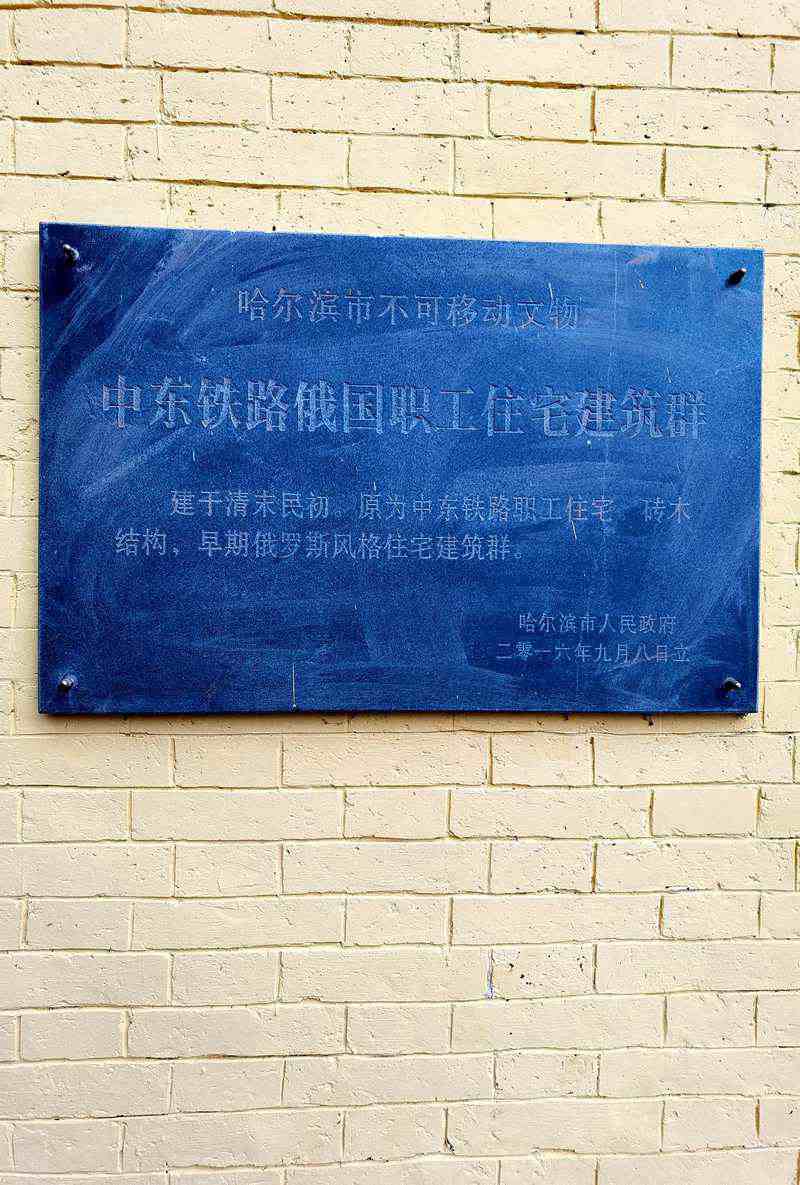 哈尔滨市不可移动文物
中东铁路俄国职工住宅建筑群
建于清末民初。原为中东铁路职工住宅 砖木
结构，早期俄罗斯风格住宅建筑群。
哈尔滨市人民政府
二零一六年九月八日立